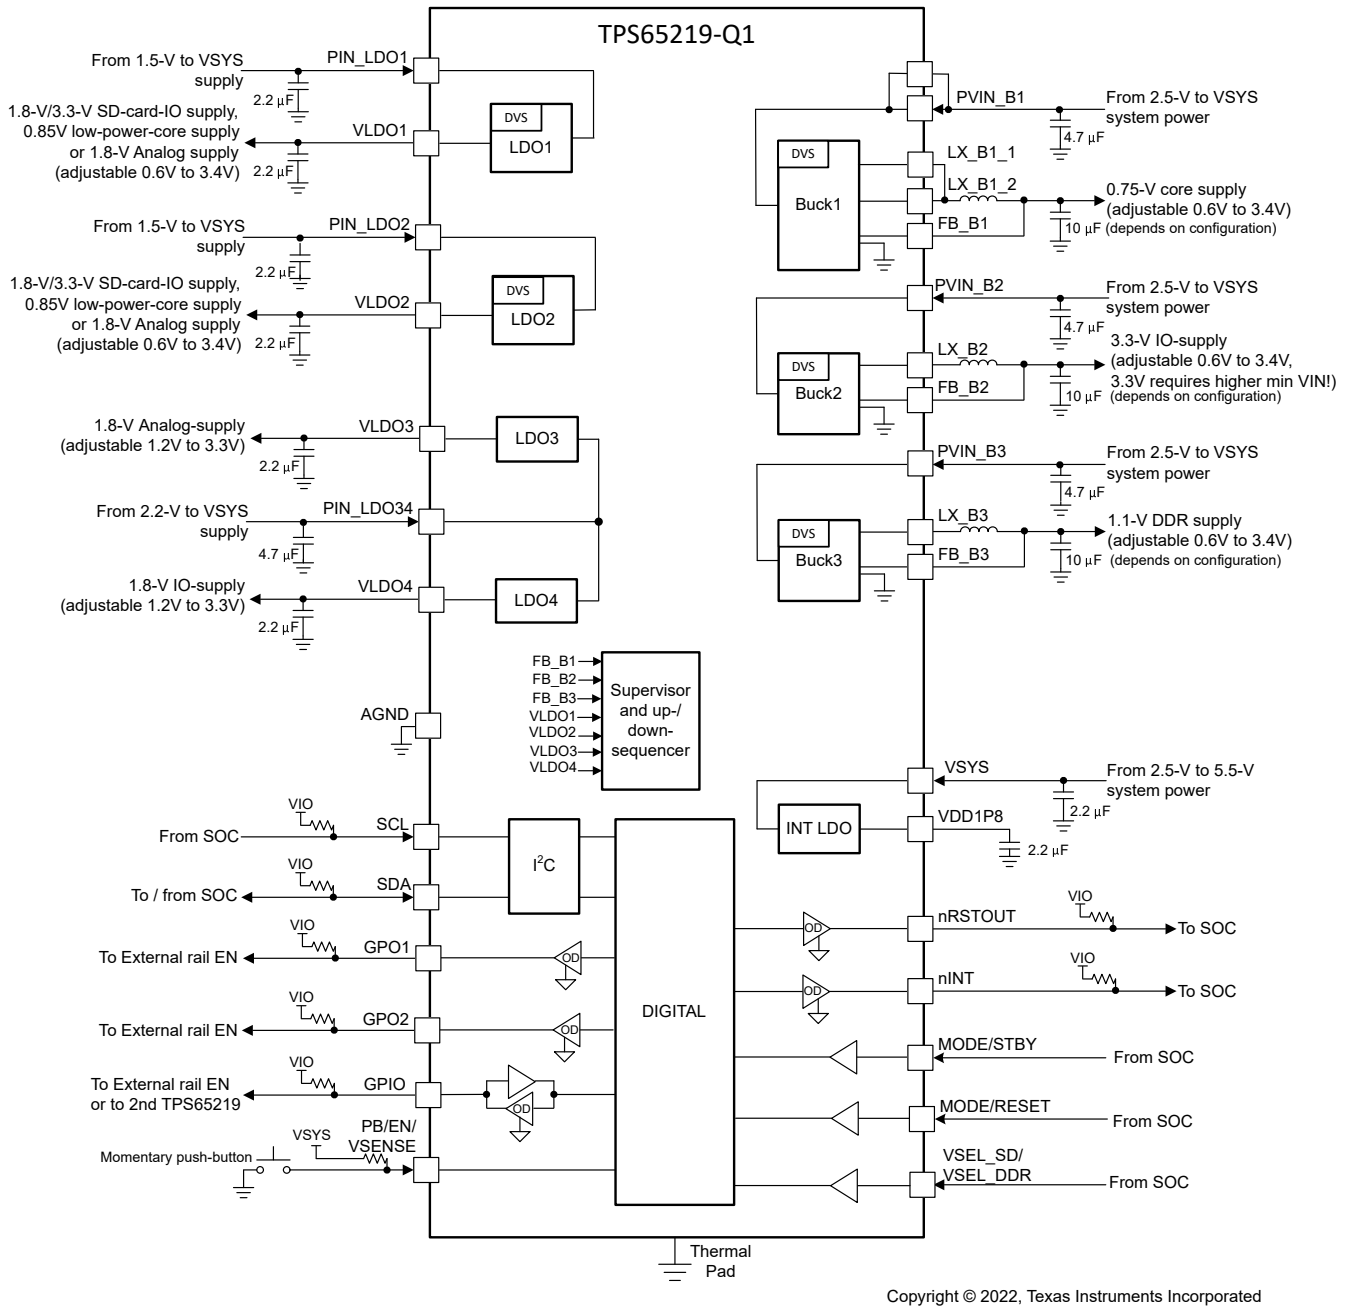 TPS65219-Q1
From 1.5-V to VSYS
supply
PIN_LDO1
2.2 µF
1.8-V/3.3-V SD-card-IO supply,
0.85V low-power-core supply
or 1.8-V Analog supply
(adjustable 0.6V to 3.4V)
VLDO1
2.2 µF
DVS
LDO1
From 1.5-V to VSYS
supply
PIN_LDO2
2.2 µF
1.8-V/3.3-V SD-card-IO supply,
0.85V low-power-core supply
or 1.8-V Analog supply
(adjustable 0.6V to 3.4V)
VLDO2
2.2 µF
DVS
LDO2
1.8-V Analog-supply
(adjustable 1.2V to 3.3V)
VLDO3
2.2 µF
LDO3
From 2.2-V to VSYS
supply
PIN_LDO34
4.7 µF
1.8-V IO-supply
(adjustable 1.2V to 3.3V)
VLDO4
2.2 µF
LDO4
PVIN_B1
From 2.5-V to VSYS
system power
4.7 µF
DVS
Buck1
LX_B1_1
LX_B1_2
FB_B1
0.75-V core supply
(adjustable 0.6V to 3.4V)
10 µF (depends on configuration)
PVIN_B2
From 2.5-V to VSYS
system power
4.7 µF
DVS
Buck2
LX_B2
FB_B2
3.3-V IO-supply
(adjustable 0.6V to 3.4V,
3.3V requires higher min VIN!)
10 µF (depends on configuration)
PVIN_B3
From 2.5-V to VSYS
system power
4.7 µF
DVS
Buck3
LX_B3
FB_B3
1.1-V DDR supply
(adjustable 0.6V to 3.4V)
10 µF (depends on configuration)
FB_B1
FB_B2
FB_B3
VLDO1
VLDO2
VLDO3
VLDO4
Supervisor
and up-/
down-
sequencer
AGND
VSYS
From 2.5-V to 5.5-V
system power
2.2 µF
INT LDO
VDD1P8
2.2 µF
From SOC
VIO
SCL
To / from SOC
VIO
SDA
I2C
To External rail EN
VIO
GPO1
OD
To External rail EN
VIO
GPO2
OD
To External rail EN
or to 2nd TPS65219
VIO
GPIO
OD
Momentary push-button
VSYS
PB/EN/
VSENSE
DIGITAL
OD
nRSTOUT
VIO
To SOC
OD
nINT
VIO
To SOC
MODE/STBY
From SOC
MODE/RESET
From SOC
VSEL_SD/
VSEL_DDR
From SOC
Thermal
Pad
Copyright © 2022, Texas Instruments Incorporated